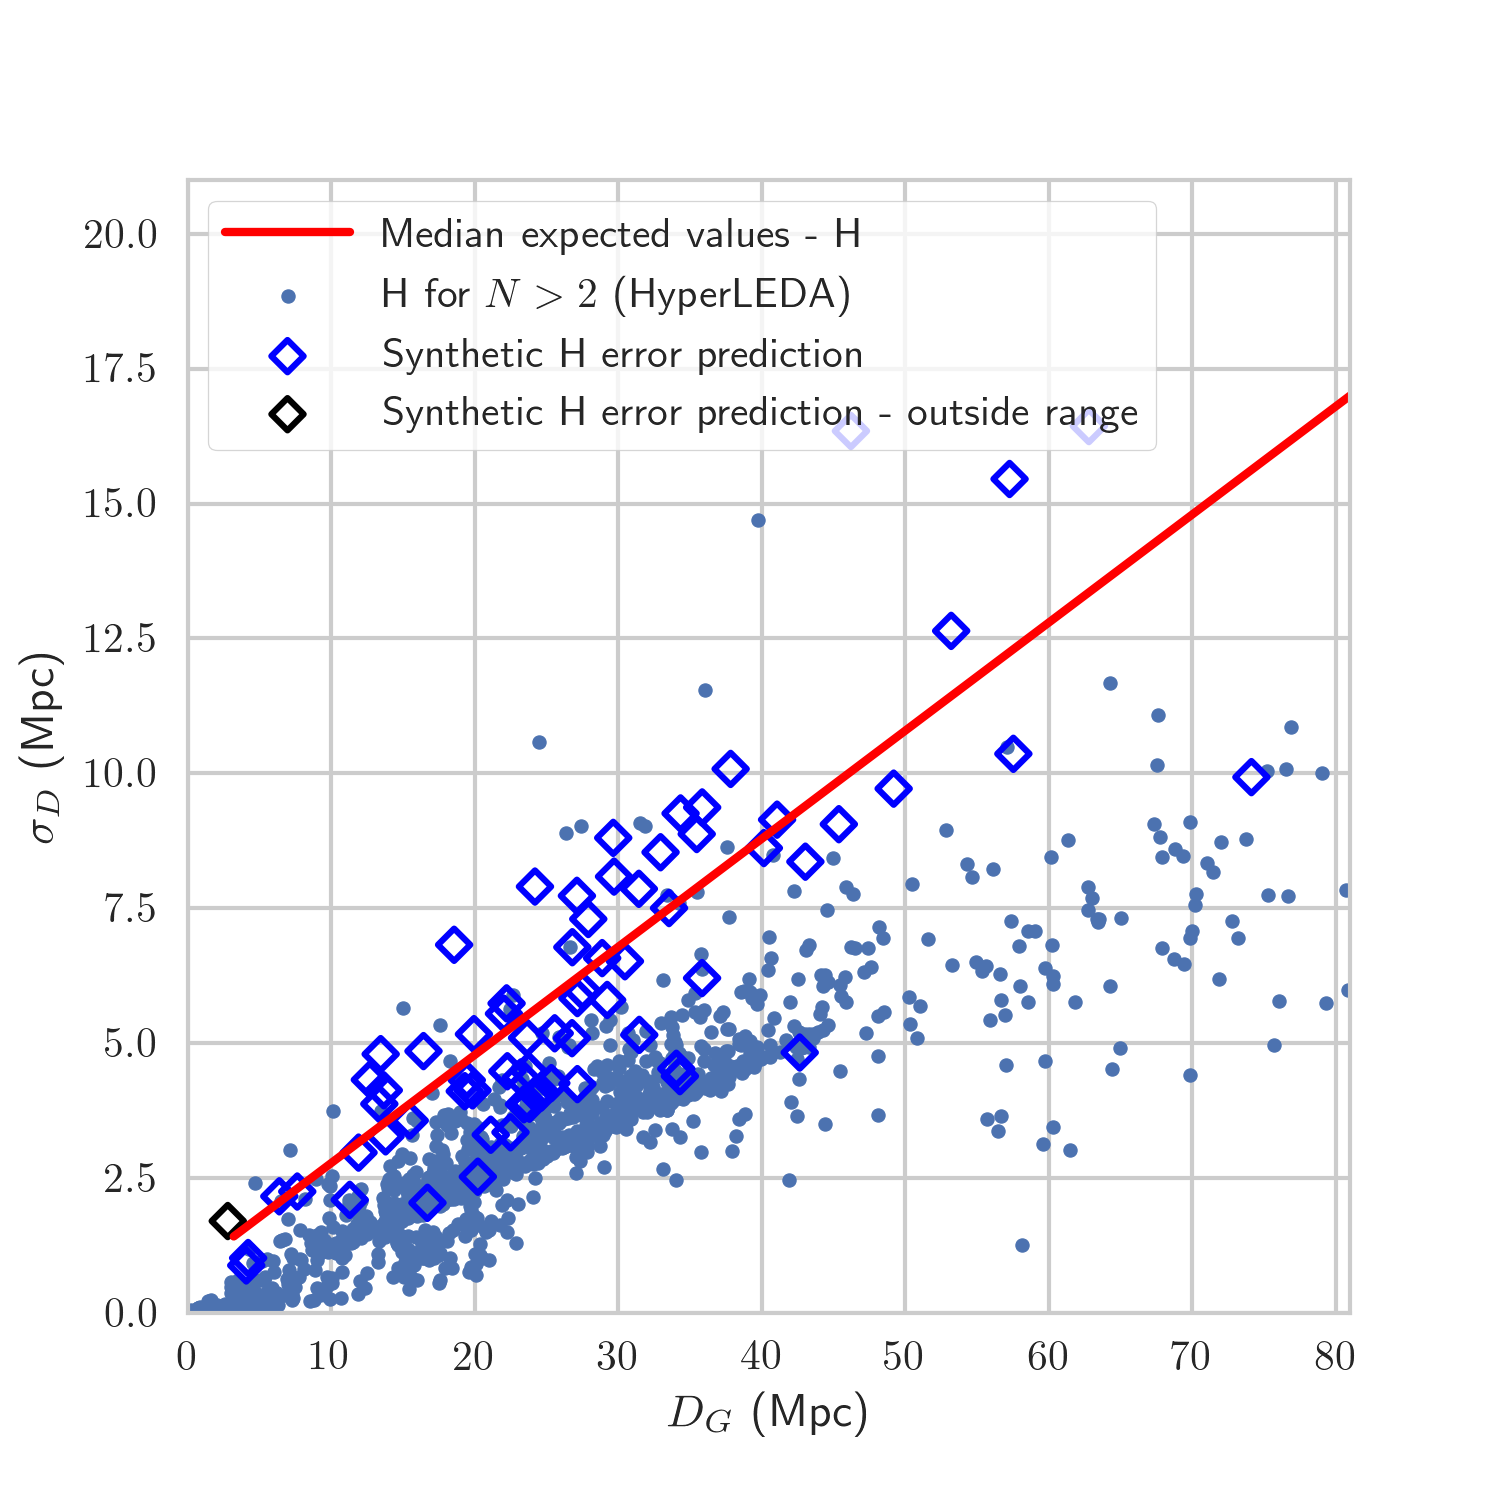 Median expected values - H
H for N > 2 (HyperLEDA)
Synthetic H error prediction
Synthetic H error prediction - outside range
20.0
17.5
15.0
12.5
10.0
7.5
5.0
2.5
0.0
σ_D (Mpc)
0 10 20 30 40 50 60 70 80
D_G (Mpc)